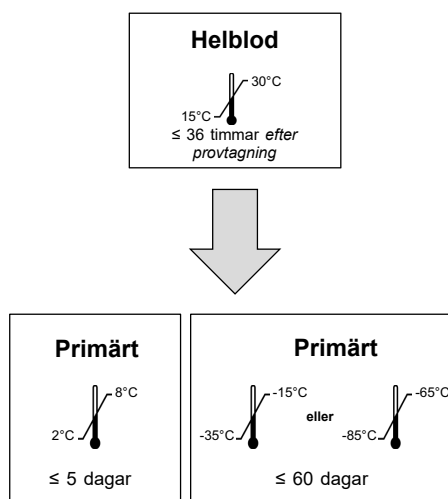 Helblod
30°C
15°C
≤ 36 timmar efter
provtagning
Primärt
8°C
2°C
≤ 5 dagar
Primärt
-15°C
-35°C
eller
-65°C
-85°C
≤ 60 dagar